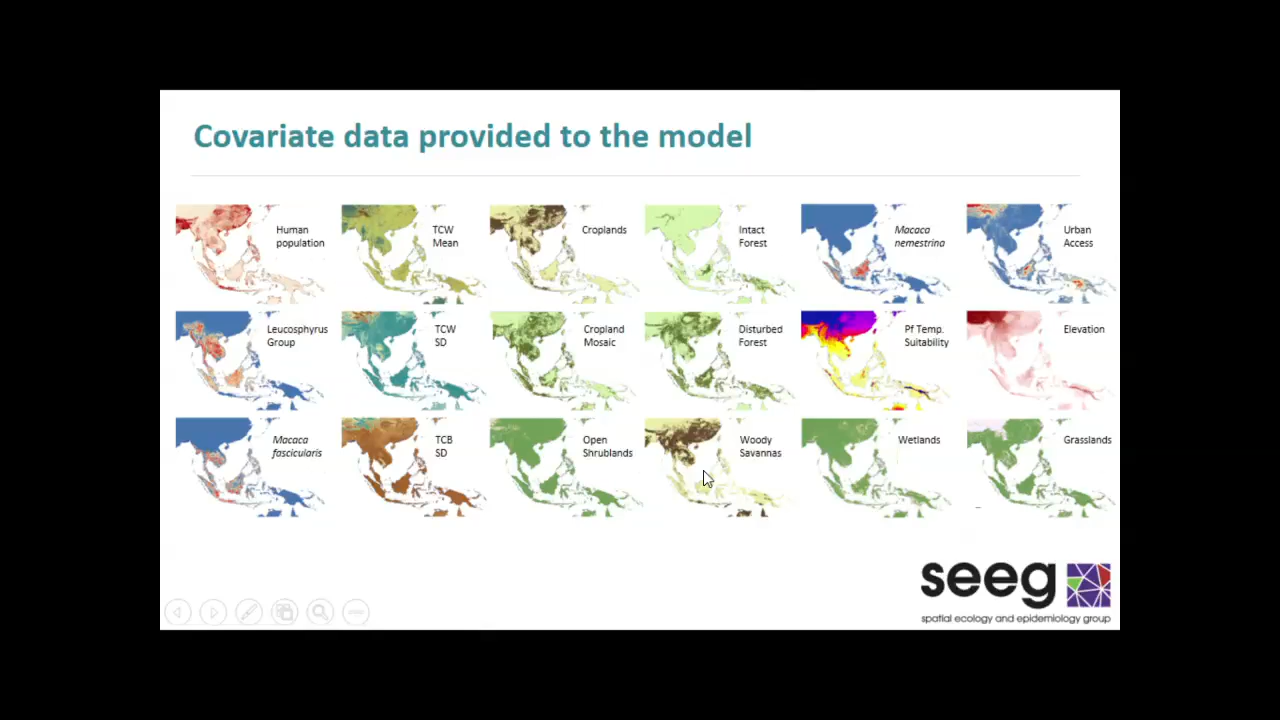 Covariate data provided to the model
Human
population
TCW
Mean
Croplands
Intact
Forest
Macaca
nemestrina
Urban
Access
Leucosphyrus
Group
TCW
SD
Cropland
Mosaic
Disturbed
Forest
Pf Temp.
Suitability
Elevation
Macaca
fascicularis
TCB
SD
Open
Shrublands
Woody
Savannas
Wetlands
Grasslands
seeg
spatial ecology and epidemiology group